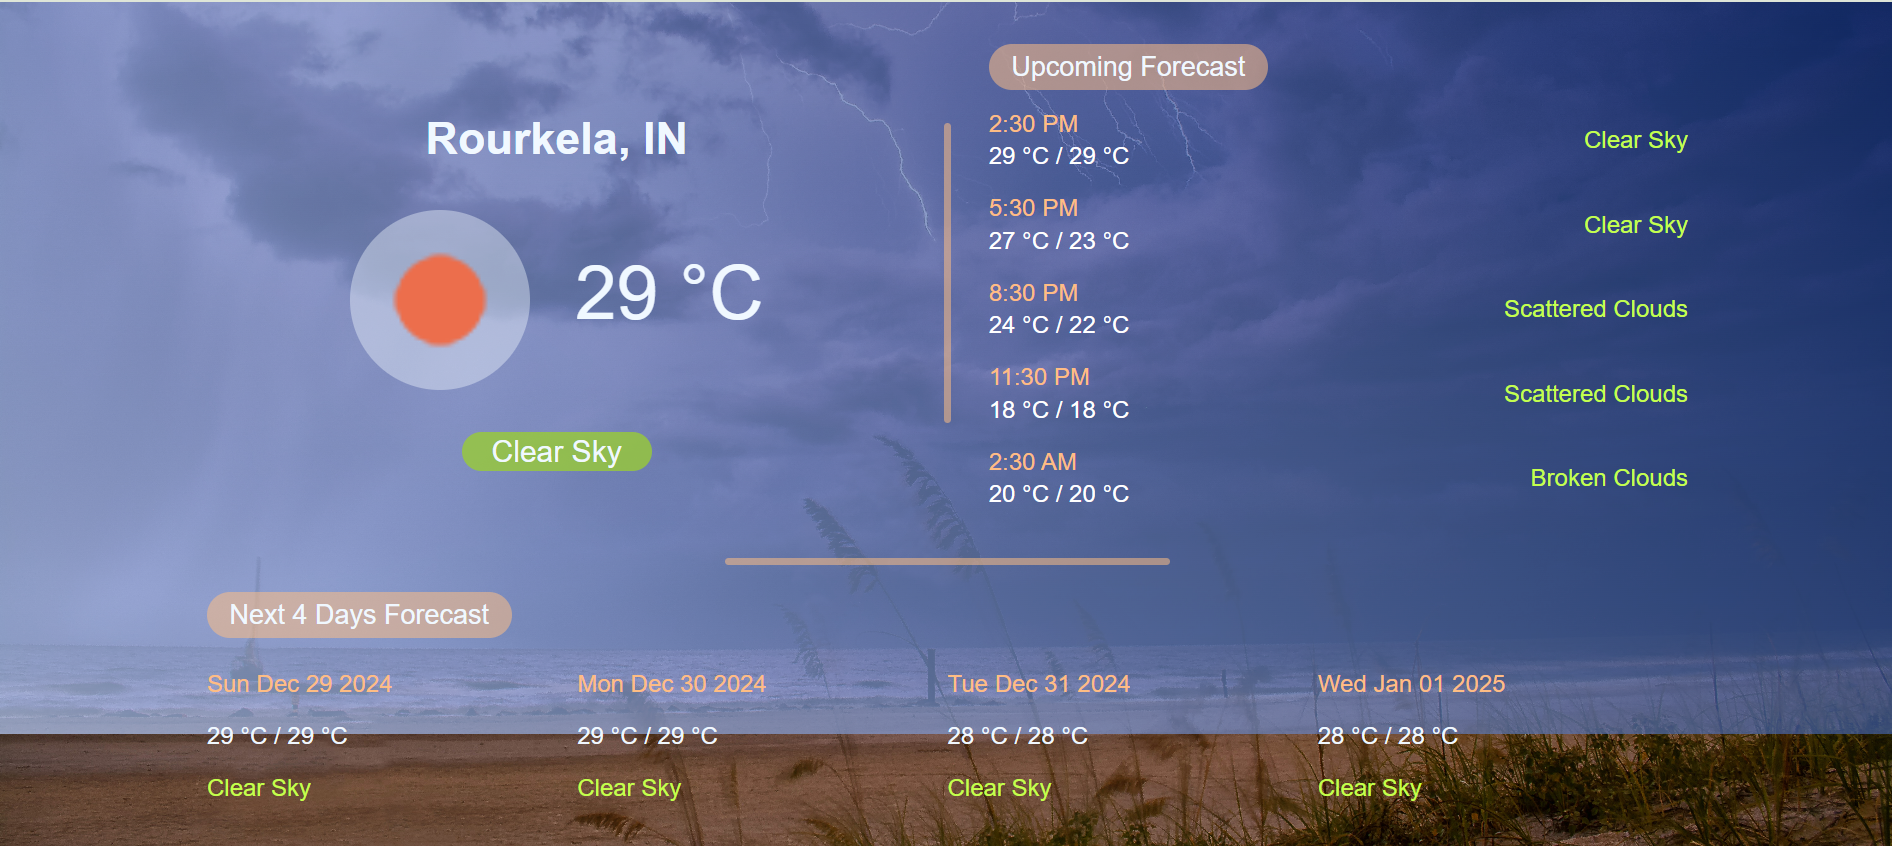 Rourkela, IN
29 °C
Clear Sky
Upcoming Forecast
2:30 PM
29 °C / 29 °C
Clear Sky
5:30 PM
27 °C / 23 °C
Clear Sky
8:30 PM
24 °C / 22 °C
Scattered Clouds
11:30 PM
18 °C / 18 °C
Scattered Clouds
2:30 AM
20 °C / 20 °C
Broken Clouds
Next 4 Days Forecast
Sun Dec 29 2024
29 °C / 29 °C
Clear Sky
Mon Dec 30 2024
29 °C / 29 °C
Clear Sky
Tue Dec 31 2024
28 °C / 28 °C
Clear Sky
Wed Jan 01 2025
28 °C / 28 °C
Clear Sky